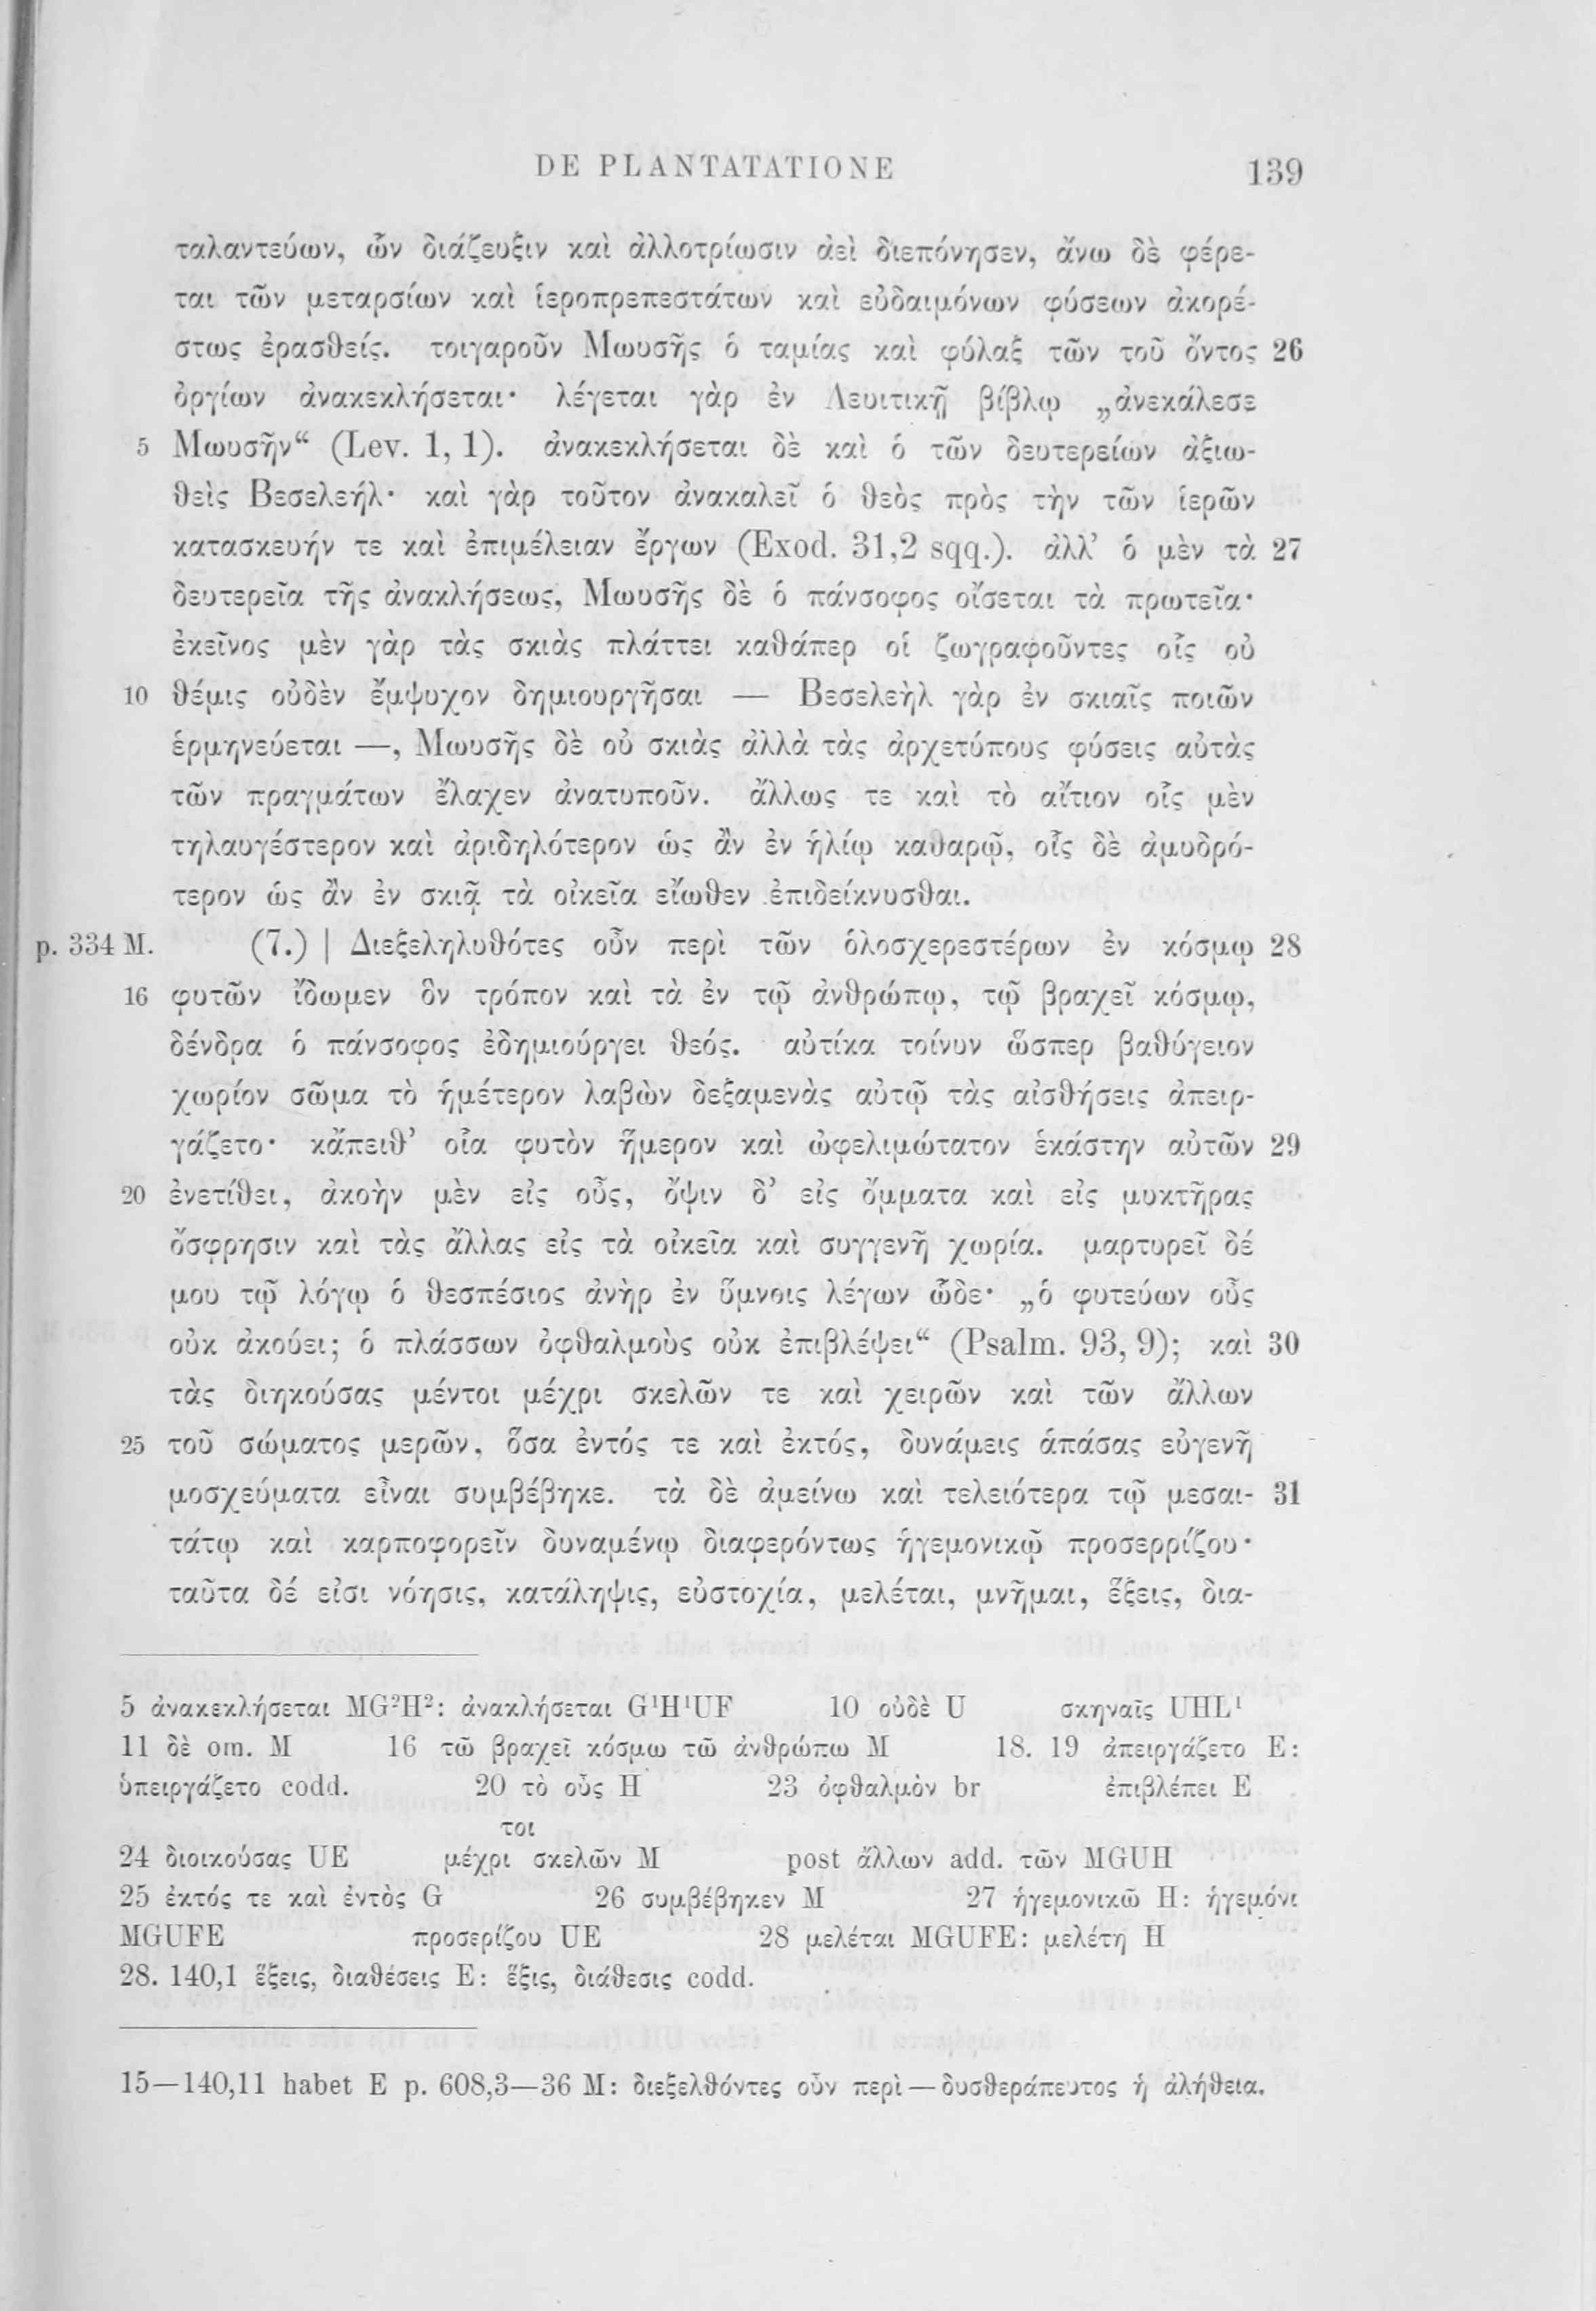 DE PLANTATATIONE 139
ταλαντεύων, ὧν διάζευξιν καὶ ἀλλοτρίωσιν ἀεὶ διεπόνησεν, ἄνω δὲ φέρε-
ται τῶν μεταρσίων καὶ ἱεροπρεπεστάτων καὶ εὐδαιμόνων φύσεων ἀκορέ-
στως ἐρασθείς. τοιγαροῦν Μωυσῆς ὁ ταμίας καὶ φύλαξ τῶν τοῦ ὄντος 26
ὀργίων ἀνακεκλήσεται· λέγεται γὰρ ἐν Λευιτικῇ βίβλῳ „ἀνεκάλεσε
5 Μωυσῆν“ (Lev. 1, 1). ἀνακεκλήσεται δὲ καὶ ὁ τῶν δευτερείων ἀξιω-
θεὶς Βεσελεήλ· καὶ γὰρ τοῦτον ἀνακαλεῖ ὁ θεὸς πρὸς τὴν τῶν ἱερῶν
κατασκευήν τε καὶ ἐπιμέλειαν ἔργων (Exod. 31,2 sqq.). ἀλλ’ ὁ μὲν τὰ 27
δευτερεῖα τῆς ἀνακλήσεως, Μωυσῆς δὲ ὁ πάνσοφος οἴσεται τὰ πρωτεῖα·
ἐκεῖνος μὲν γὰρ τὰς σκιὰς πλάττει καθάπερ οἱ ζωγραφοῦντες οἷς οὐ
10 θέμις οὐδὲν ἔμψυχον δημιουργῆσαι — Βεσελεὴλ γὰρ ἐν σκιαῖς ποιῶν
ἑρμηνεύεται —, Μωυσῆς δὲ οὐ σκιὰς ἀλλὰ τὰς ἀρχετύπους φύσεις αὐτὰς
τῶν πραγμάτων ἔλαχεν ἀνατυποῦν. ἄλλως τε καὶ τὸ αἴτιον οἷς μὲν
τηλαυγέστερον καὶ ἀριδηλότερον ὡς ἂν ἐν ἡλίῳ καθαρῷ, οἷς δὲ ἀμυδρό-
τερον ὡς ἂν ἐν σκιᾷ τὰ οἰκεῖα εἴωθεν ἐπιδείκνυσθαι.
p. 334 M. (7.) | Διεξεληλυθότες οὖν περὶ τῶν ὁλοσχερεστέρων ἐν κόσμῳ 28
16 φυτῶν ἴδωμεν ὃν τρόπον καὶ τὰ ἐν τῷ ἀνθρώπῳ, τῷ βραχεῖ κόσμῳ,
δένδρα ὁ πάνσοφος ἐδημιούργει θεός. αὐτίκα τοίνυν ὥσπερ βαθύγειον
χωρίον σῶμα τὸ ἡμέτερον λαβὼν δεξαμενὰς αὐτῷ τὰς αἰσθήσεις ἀπειρ-
γάζετο· κἄπειθ’ οἷα φυτὸν ἥμερον καὶ ὠφελιμώτατον ἑκάστην αὐτῶν 29
20 ἐνετίθει, ἀκοὴν μὲν εἰς οὖς, ὄψιν δ’ εἰς ὄμματα καὶ εἰς μυκτῆρας
ὄσφρησιν καὶ τὰς ἄλλας εἰς τὰ οἰκεῖα καὶ συγγενῆ χωρία. μαρτυρεῖ δέ
μου τῷ λόγῳ ὁ θεσπέσιος ἀνὴρ ἐν ὕμνοις λέγων ὧδε· „ὁ φυτεύων οὖς
οὐκ ἀκούει; ὁ πλάσσων ὀφθαλμοὺς οὐκ ἐπιβλέψει“ (Psalm. 93, 9); καὶ 30
τὰς διηκούσας μέντοι μέχρι σκελῶν τε καὶ χειρῶν καὶ τῶν ἄλλων
25 τοῦ σώματος μερῶν, ὅσα ἐντός τε καὶ ἐκτός, δυνάμεις ἁπάσας εὐγενῆ
μοσχεύματα εἶναι συμβέβηκε. τὰ δὲ ἀμείνω καὶ τελειότερα τῷ μεσαι- 31
τάτῳ καὶ καρποφορεῖν δυναμένῳ διαφερόντως ἡγεμονικῷ προσερρίζου·
ταῦτα δέ εἰσι νόησις, κατάληψις, εὐστοχία, μελέται, μνῆμαι, ἕξεις, δια-
5 ἀνακεκλήσεται MG²H²: ἀνακλήσεται G¹H¹UF 10 οὐδὲ U σκηναῖς UHL¹
11 δὲ om. M 16 τῶ βραχεῖ κόσμω τῶ ἀνθρώπω M 18. 19 ἀπειργάζετο E:
ὑπειργάζετο codd. 20 τὸ οὖς H 23 ὀφθαλμὸν br ἐπιβλέπει E
τοι
24 διοικούσας UE μέχρι σκελῶν M post ἄλλων add. τῶν MGUH
25 ἐκτός τε καὶ ἐντὸς G 26 συμβέβηκεν M 27 ἡγεμονικῶ H: ἡγεμόνι
MGUFE προσερίζου UE 28 μελέται MGUFE: μελέτη H
28. 140,1 ἕξεις, διαθέσεις E: ἕξις, διάθεσις codd.
15—140,11 habet E p. 608,3—36 M: διεξελθόντες οὖν περὶ — δυσθεράπευτος ἡ ἀλήθεια.